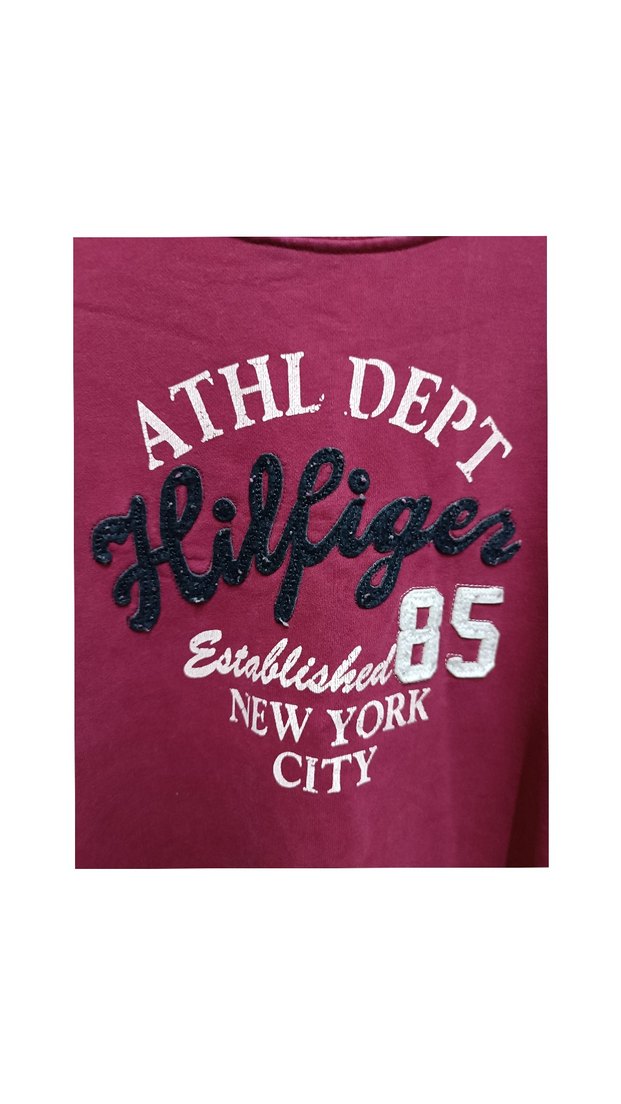 ATHL DEPT
Hilfiger
Established 85
NEW YORK
CITY